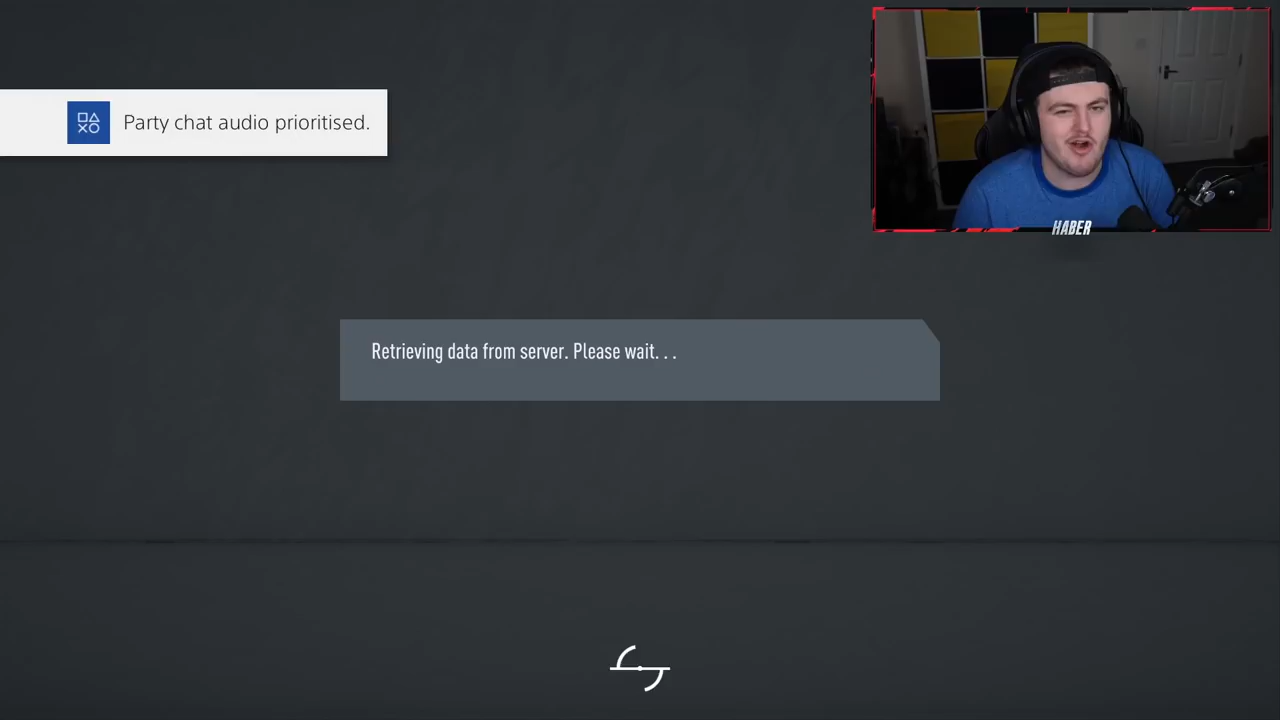 Party chat audio prioritised.
HABER
Retrieving data from server. Please wait. . .